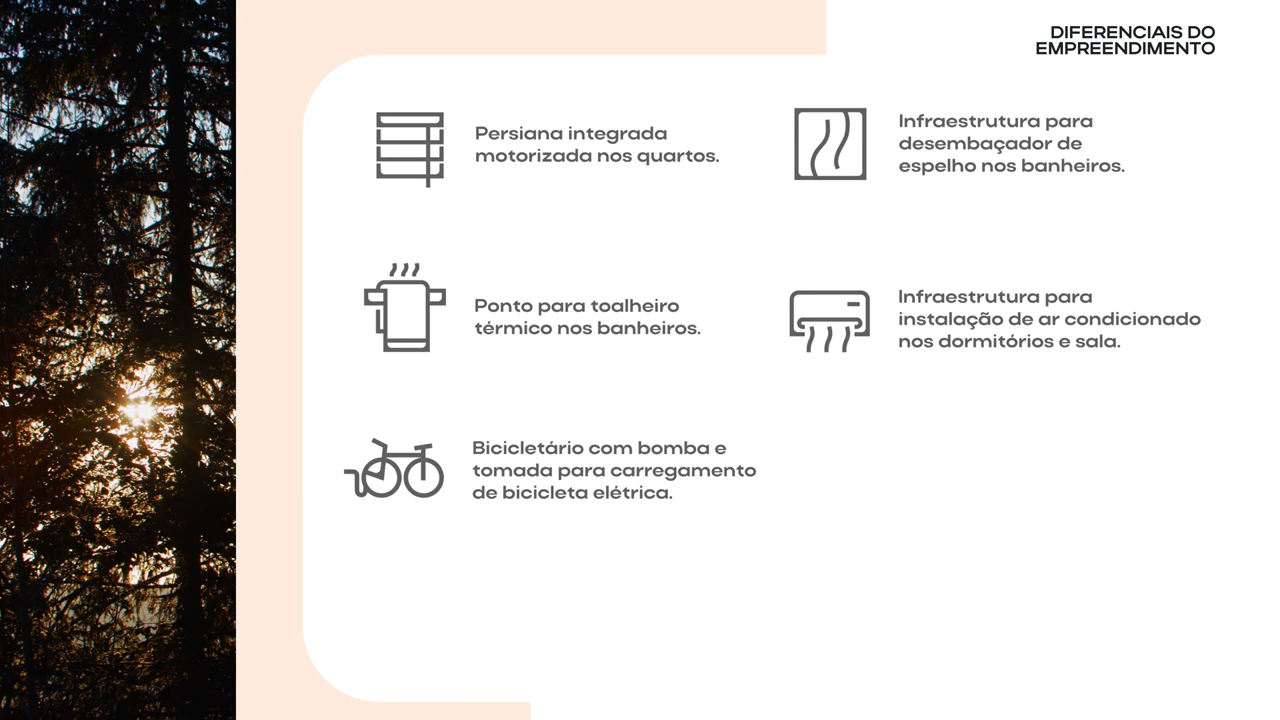 DIFERENCIAIS DO
EMPREENDIMENTO
Persiana integrada
motorizada nos quartos.
Infraestrutura para
desembaçador de
espelho nos banheiros.
Ponto para toalheiro
térmico nos banheiros.
Infraestrutura para
instalação de ar condicionado
nos dormitórios e sala.
Bicicletário com bomba e
tomada para carregamento
de bicicleta elétrica.